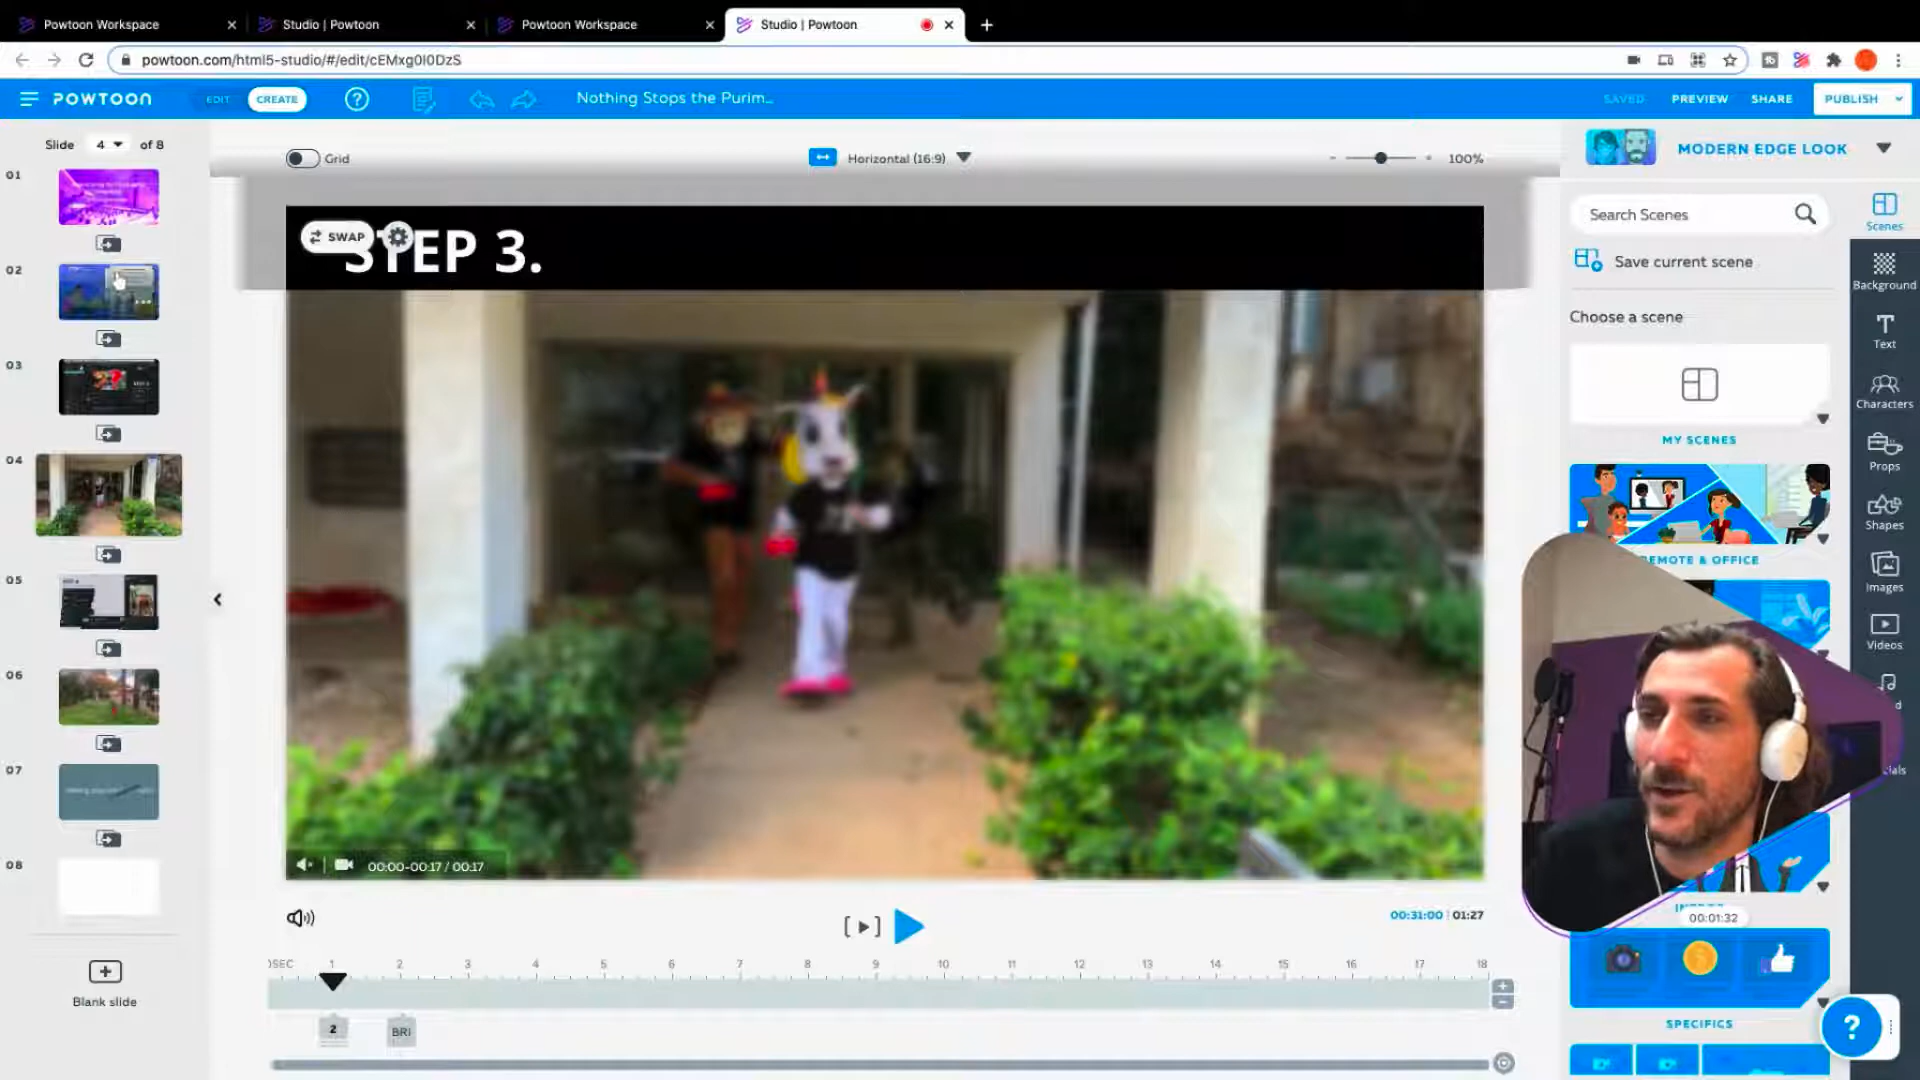 Powtoon Workspace
Studio | Powtoon
Powtoon Workspace
Studio | Powtoon
powtoon.com/html5-studio/#/edit/cEMxg0I0DzS
POWTOON
EDIT
CREATE
Nothing Stops the Purim...
SAVED
PREVIEW
SHARE
PUBLISH
Slide 4 of 8
Grid
Horizontal (16:9)
100%
MODERN EDGE LOOK
01
02
03
04
05
06
07
08
SWAP
STEP 3.
Search Scenes
Save current scene
Choose a scene
MY SCENES
REMOTE & OFFICE
00:01:32
SPECIFICS
Scenes
Background
Text
Characters
Props
Shapes
Images
Videos
00:00-00:17 / 00:17
00:31:00 | 01:27
Blank slide
0SEC 1 2 3 4 5 6 7 8 9 10 11 12 13 14 15 16 17 18
2
BRI